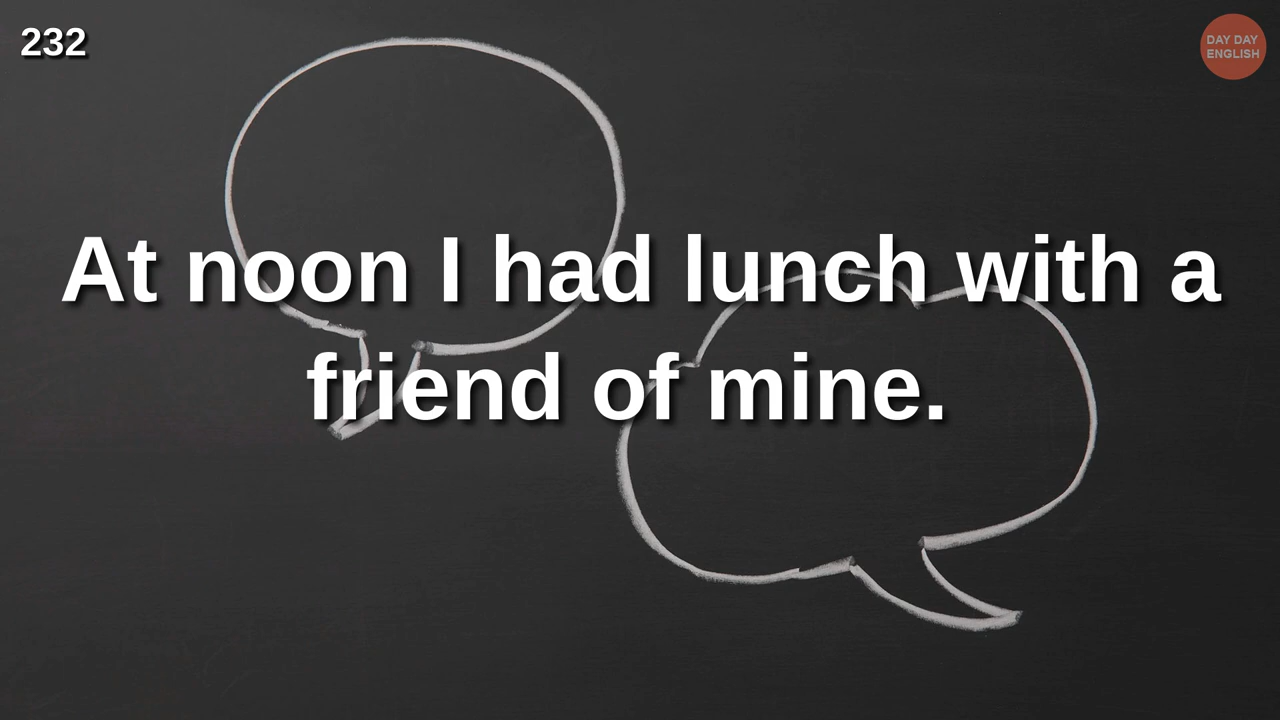 232
DAY DAY
ENGLISH
At noon I had lunch with a
friend of mine.